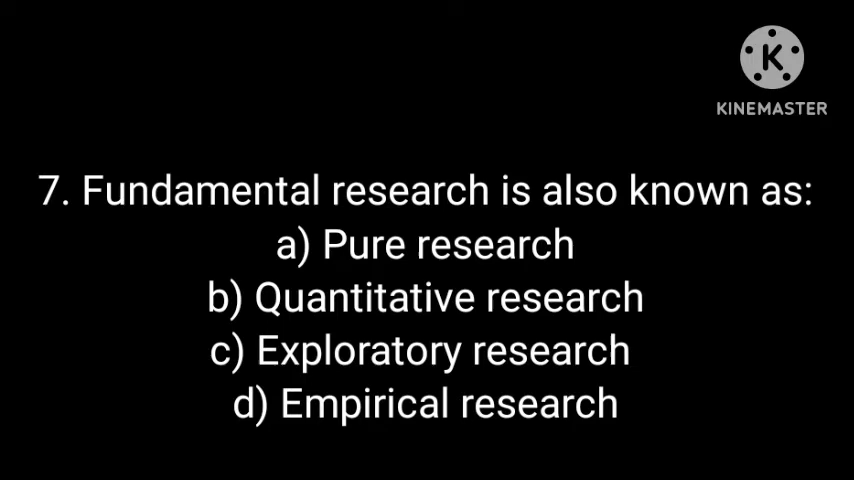 KINEMASTER
7. Fundamental research is also known as:
a) Pure research
b) Quantitative research
c) Exploratory research
d) Empirical research